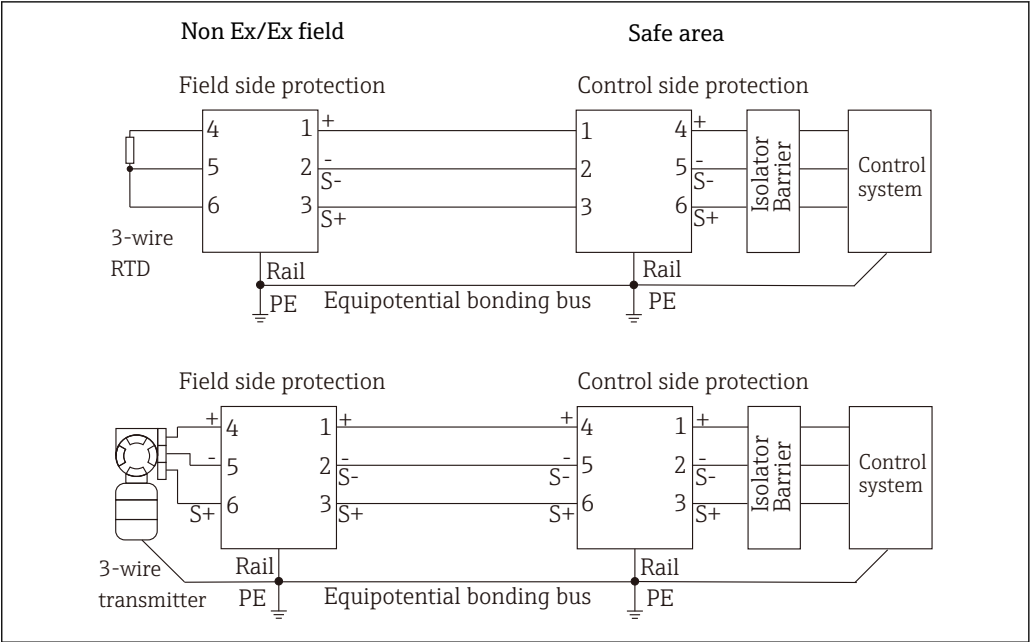 Non Ex/Ex field Safe area
Field side protection Control side protection
4 1 + 1 4 +
5 2 - S- 2 5 - S-
6 3 S+ 3 6 S+
Isolator Barrier
Control system
3-wire
RTD
Rail Rail
PE Equipotential bonding bus PE
Field side protection Control side protection
+ 4 1 + + 4 1 +
- 5 2 - S- - S- 5 2 - S-
S+ 6 3 S+ S+ 6 3 S+
Isolator Barrier
Control system
3-wire
transmitter
Rail Rail
PE Equipotential bonding bus PE